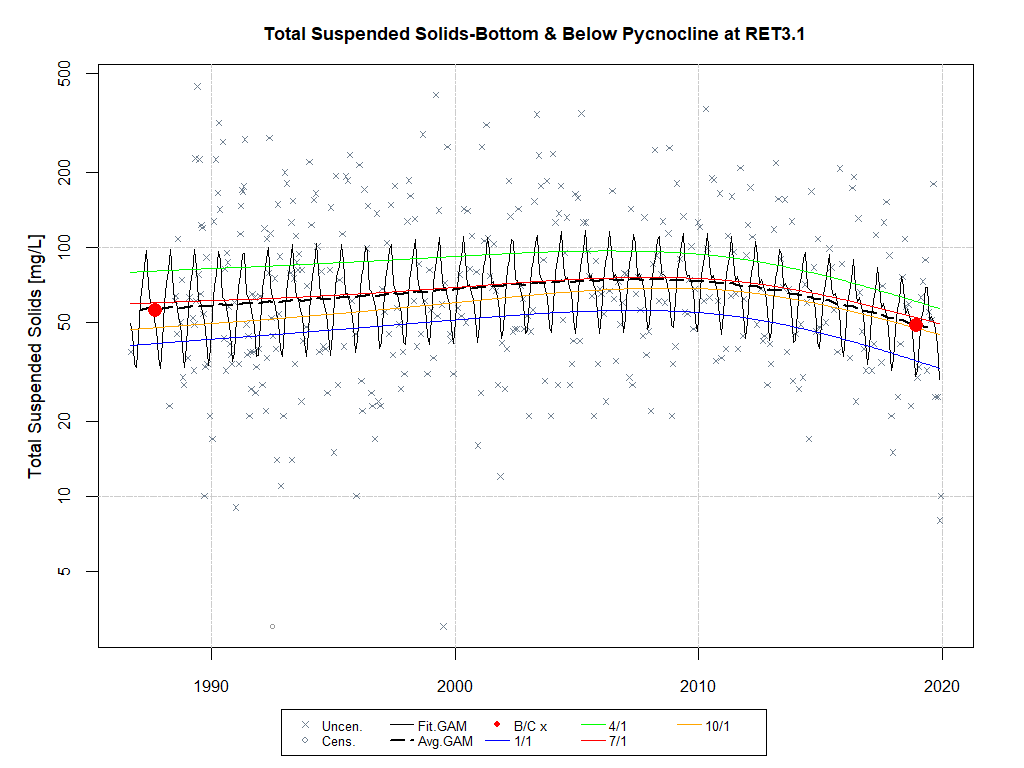 Total Suspended Solids-Bottom & Below Pycnocline at RET3.1
Total Suspended Solids [mg/L]
500
200
100
50
20
10
5
1990 2000 2010 2020
Uncen. Fit.GAM B/C x 4/1 10/1
Cens. Avg.GAM 1/1 7/1